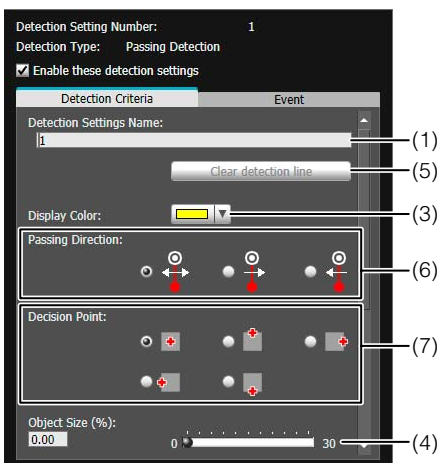 Detection Setting Number: 1
Detection Type: Passing Detection
Enable these detection settings
Detection Criteria Event
Detection Settings Name:
1 (1)
Clear detection line (5)
Display Color: (3)
Passing Direction:
(6)
Decision Point:
(7)
Object Size (%):
0.00 0 30 (4)